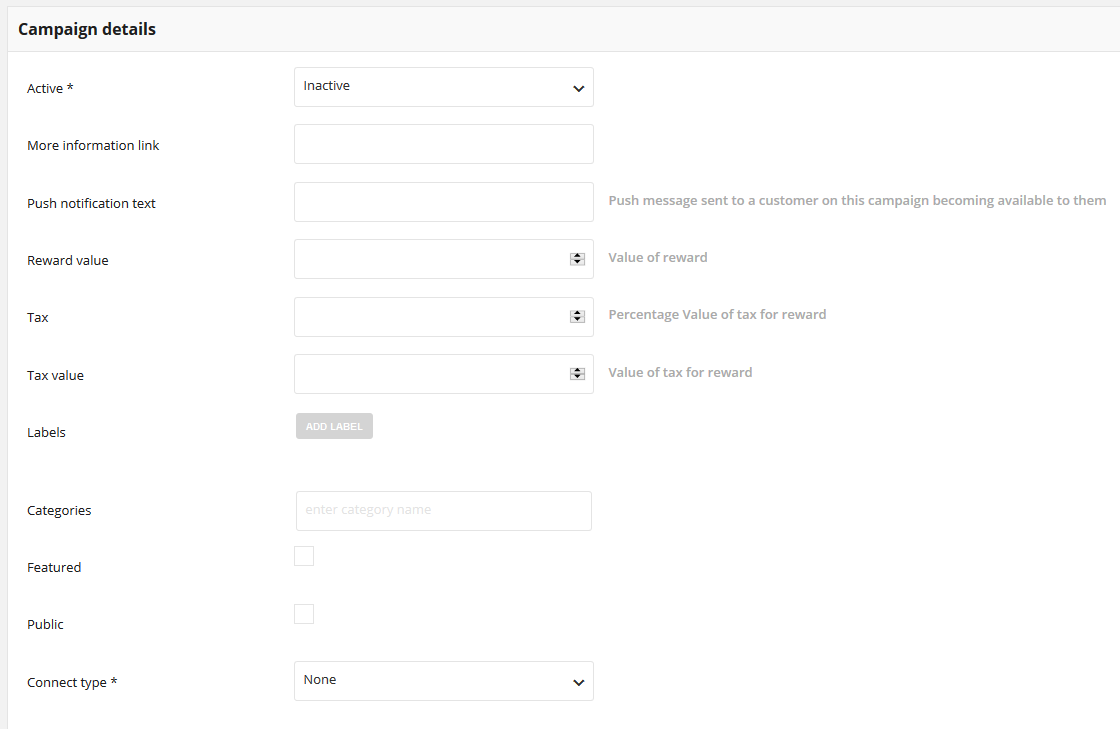 Campaign details
Active *
Inactive
More information link
Push notification text
Push message sent to a customer on this campaign becoming available to them
Reward value
Value of reward
Tax
Percentage Value of tax for reward
Tax value
Value of tax for reward
Labels
ADD LABEL
Categories
enter category name
Featured
Public
Connect type *
None